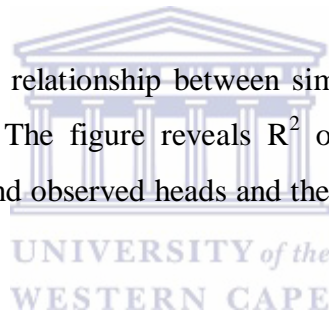 relationship between sim
The figure reveals R² o
nd observed heads and the
UNIVERSITY of the
WESTERN CAPE